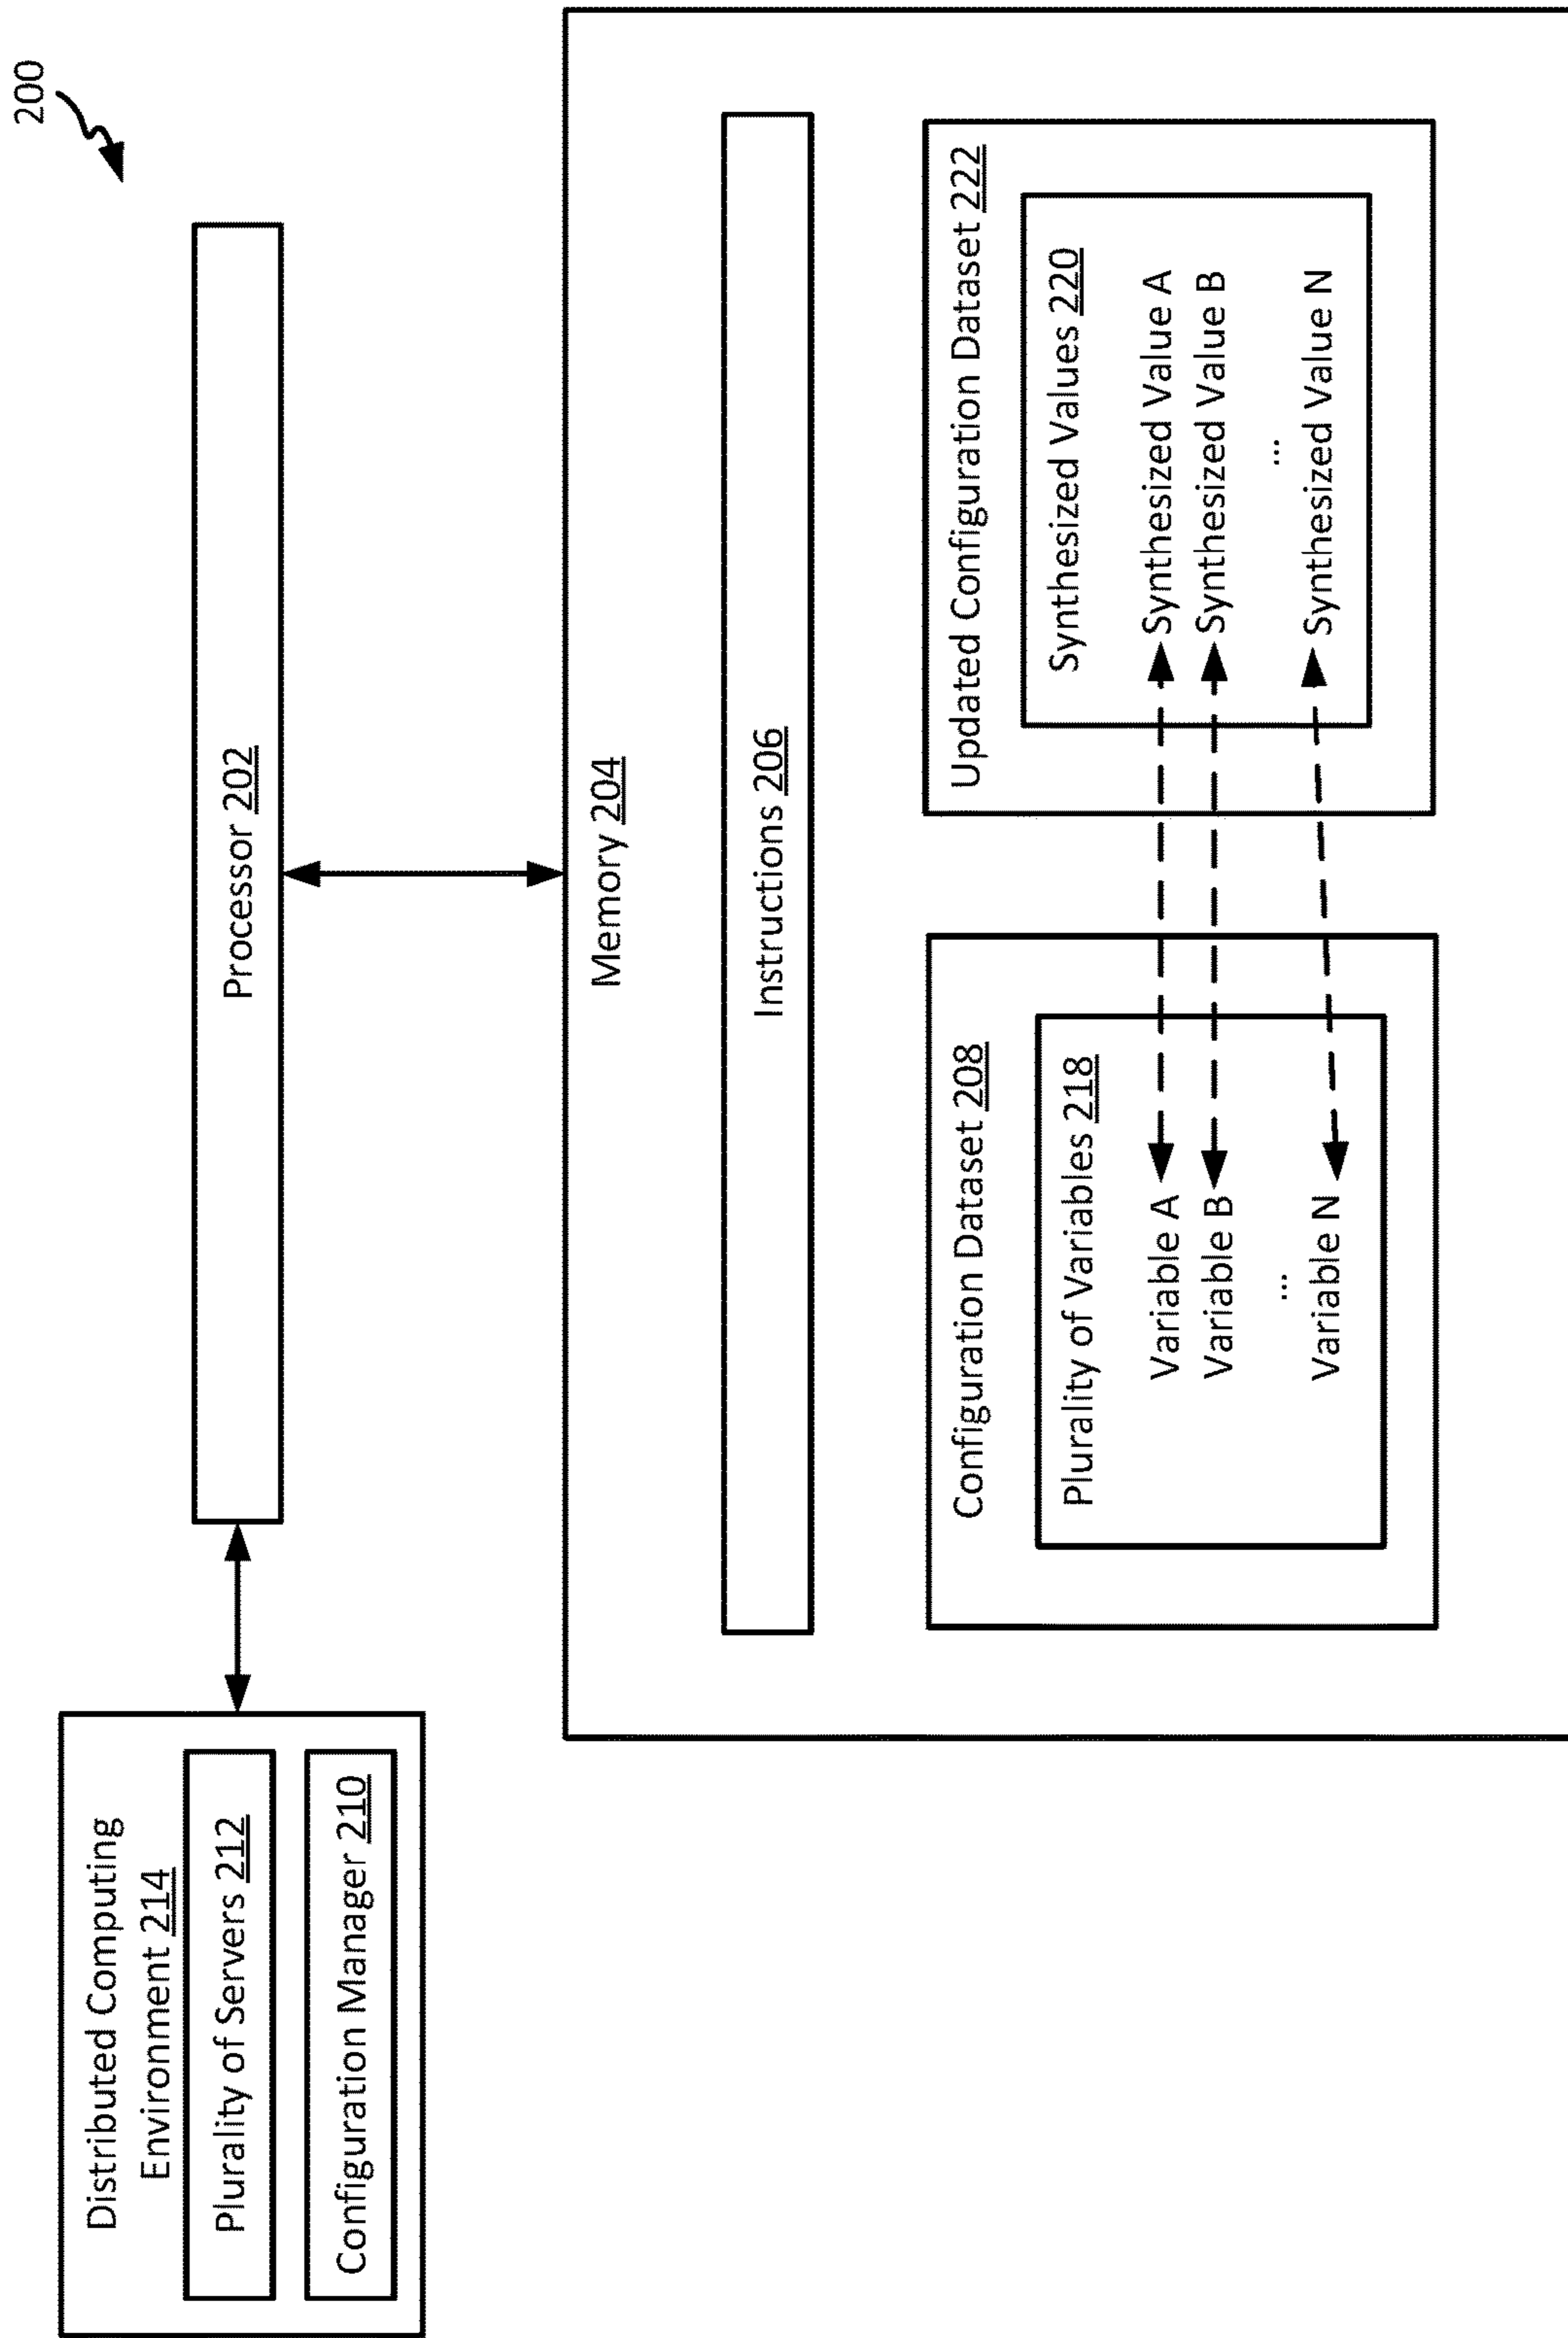 200
Distributed Computing
Environment 214
Plurality of Servers 212
Configuration Manager 210
Processor 202
Memory 204
Instructions 206
Configuration Dataset 208
Plurality of Variables 218
Variable A
Variable B
...
Variable N
Updated Configuration Dataset 222
Synthesized Values 220
Synthesized Value A
Synthesized Value B
...
Synthesized Value N